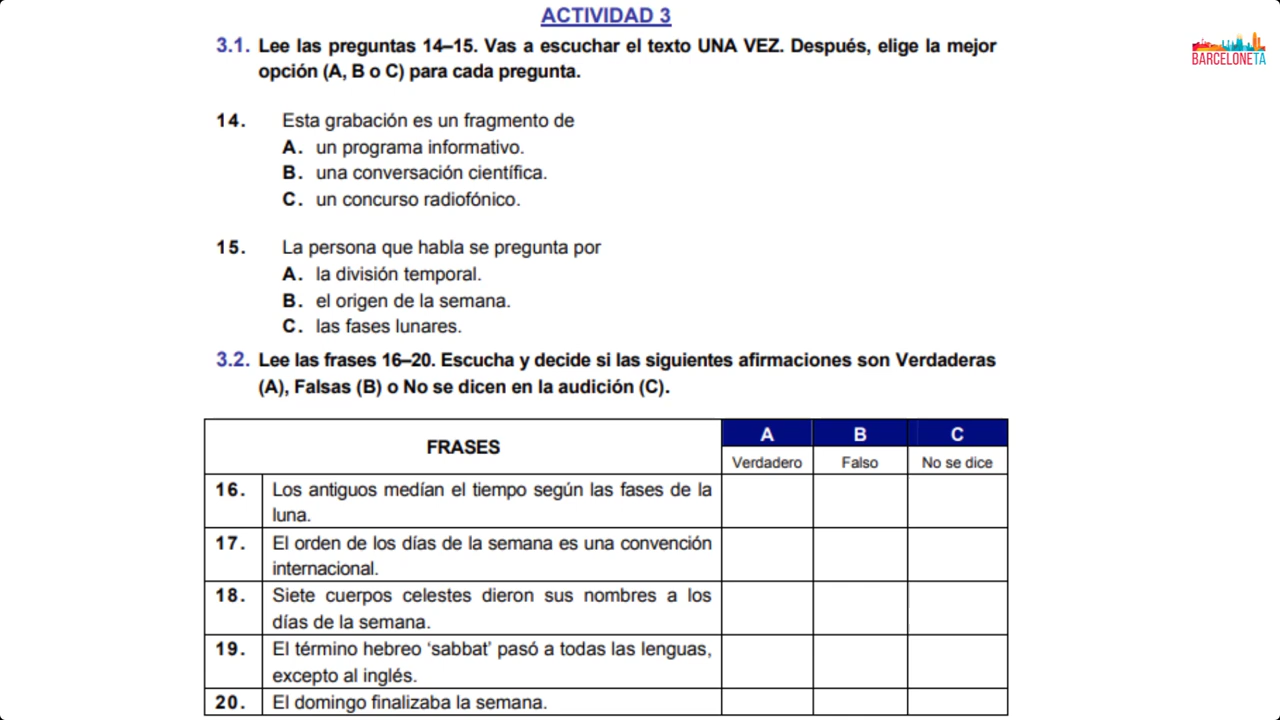 ACTIVIDAD 3
3.1. Lee las preguntas 14–15. Vas a escuchar el texto UNA VEZ. Después, elige la mejor
opción (A, B o C) para cada pregunta.
BARCELONETA
14. Esta grabación es un fragmento de
A. un programa informativo.
B. una conversación científica.
C. un concurso radiofónico.
15. La persona que habla se pregunta por
A. la división temporal.
B. el origen de la semana.
C. las fases lunares.
3.2. Lee las frases 16–20. Escucha y decide si las siguientes afirmaciones son Verdaderas
(A), Falsas (B) o No se dicen en la audición (C).
FRASES A B C
Verdadero Falso No se dice
16. Los antiguos medían el tiempo según las fases de la
luna.
17. El orden de los días de la semana es una convención
internacional.
18. Siete cuerpos celestes dieron sus nombres a los
días de la semana.
19. El término hebreo ‘sabbat’ pasó a todas las lenguas,
excepto al inglés.
20. El domingo finalizaba la semana.